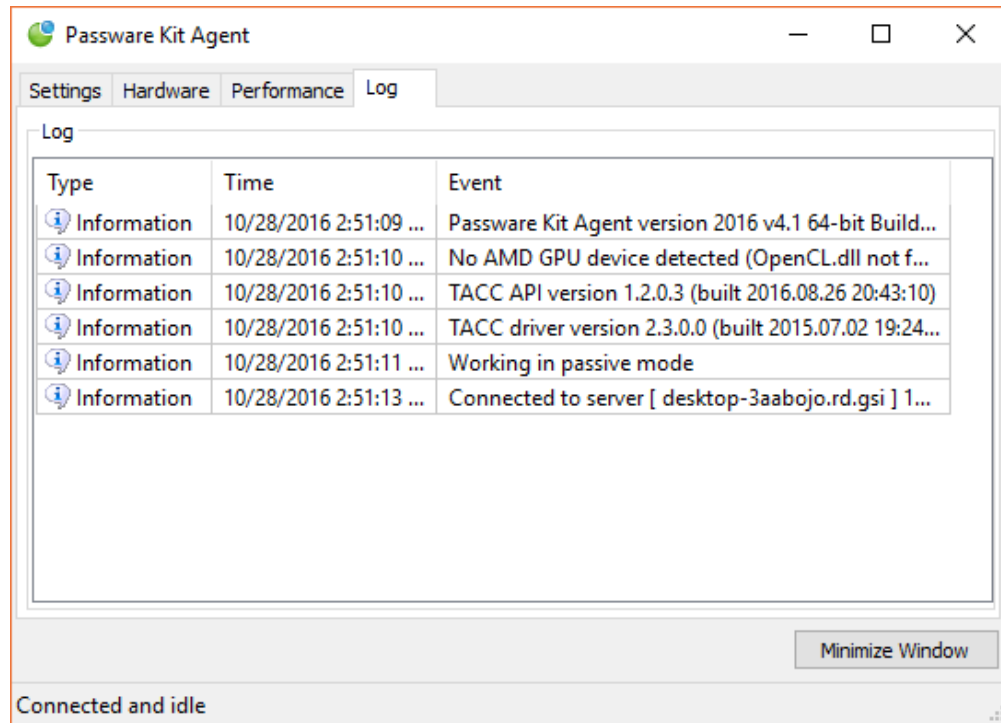 Passware Kit Agent
Settings Hardware Performance Log
Log
Type Time Event
Information 10/28/2016 2:51:09 ... Passware Kit Agent version 2016 v4.1 64-bit Build...
Information 10/28/2016 2:51:10 ... No AMD GPU device detected (OpenCL.dll not f...
Information 10/28/2016 2:51:10 ... TACC API version 1.2.0.3 (built 2016.08.26 20:43:10)
Information 10/28/2016 2:51:10 ... TACC driver version 2.3.0.0 (built 2015.07.02 19:24...
Information 10/28/2016 2:51:11 ... Working in passive mode
Information 10/28/2016 2:51:13 ... Connected to server [ desktop-3aabojo.rd.gsi ] 1...
Minimize Window
Connected and idle